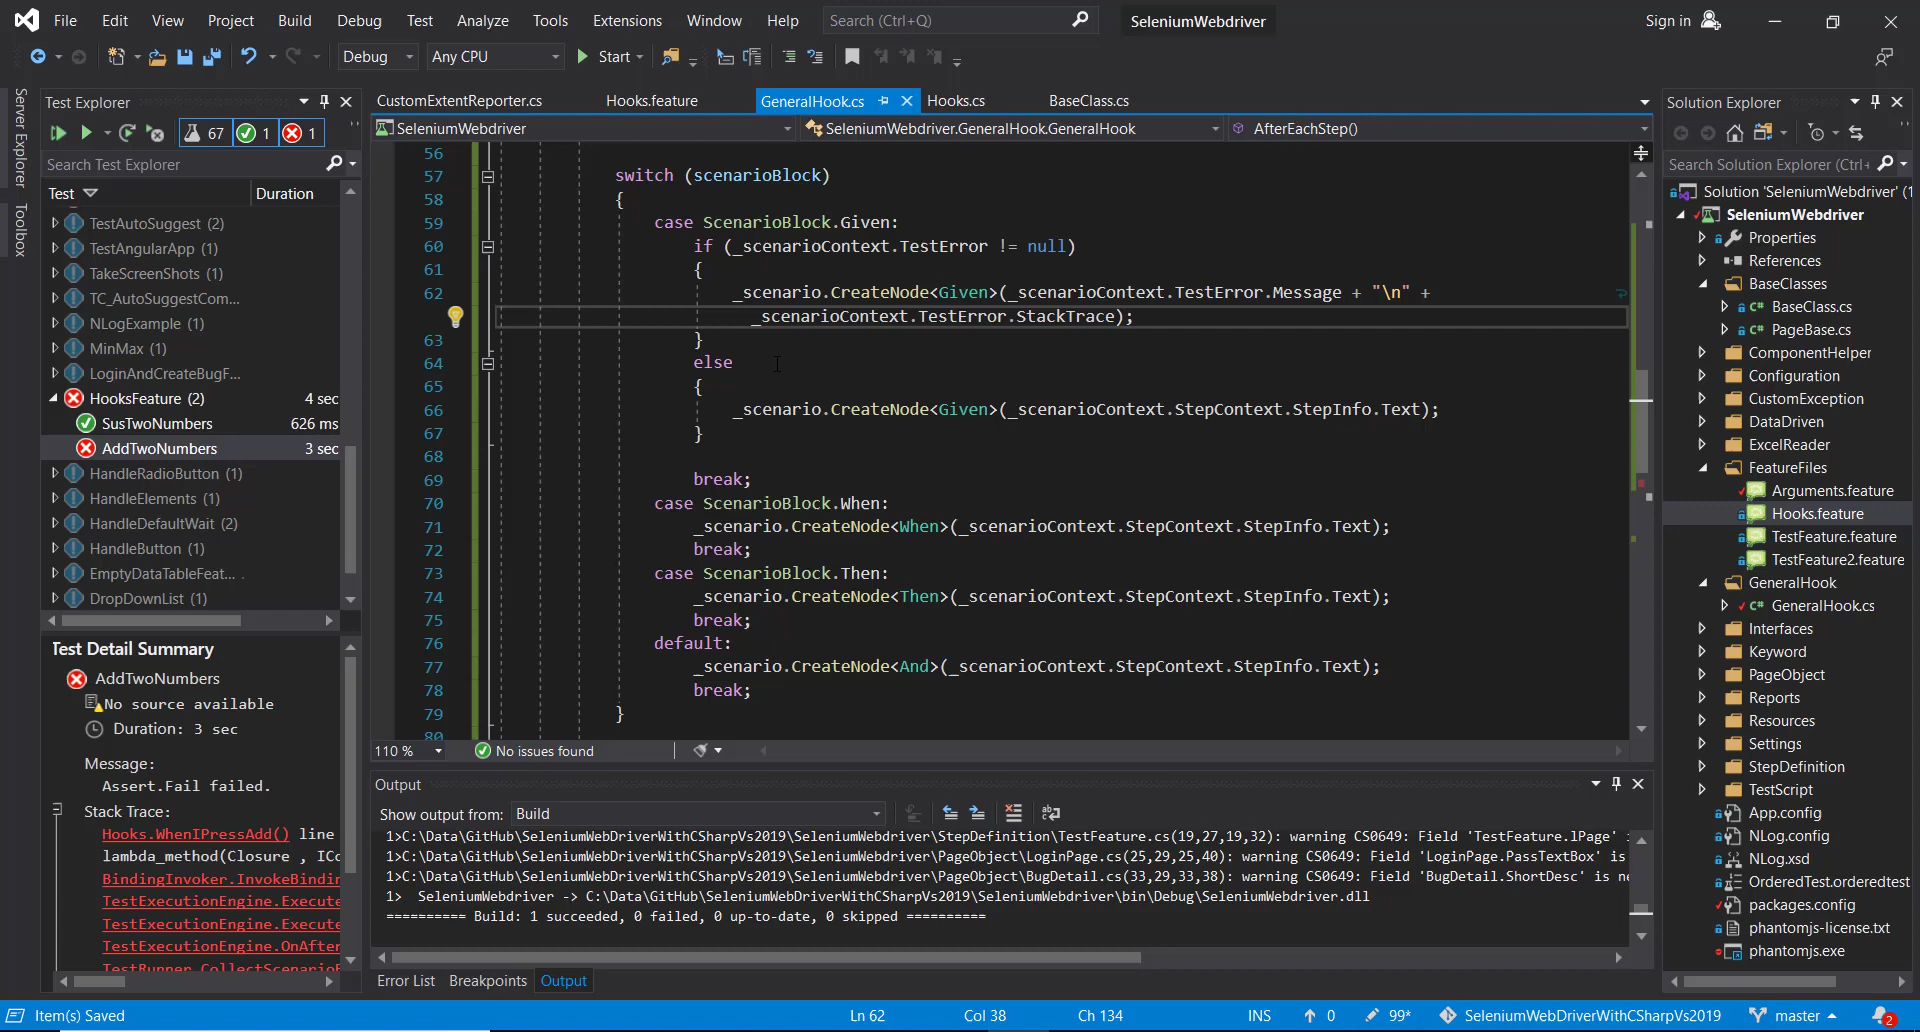 File Edit View Project Build Debug Test Analyze Tools Extensions Window Help Search (Ctrl+Q) SeleniumWebdriver Sign in
Debug Any CPU Start
Server Explorer
Toolbox
Test Explorer
67 1 1
Search Test Explorer
Test Duration
TestAutoSuggest (2)
TestAngularApp (1)
TakeScreenShots (1)
TC_AutoSuggestCom...
NLogExample (1)
MinMax (1)
LoginAndCreateBugF...
HooksFeature (2) 4 sec
SusTwoNumbers 626 ms
AddTwoNumbers 3 sec
HandleRadioButton (1)
HandleElements (1)
HandleDefaultWait (2)
HandleButton (1)
EmptyDataTableFeat...
DropDownList (1)
Test Detail Summary
AddTwoNumbers
No source available
Duration: 3 sec
Message:
Assert.Fail failed.
Stack Trace:
Hooks.WhenIPressAdd() line
lambda_method(Closure , ICo
BindingInvoker.InvokeBindin
TestExecutionEngine.Execute
TestExecutionEngine.Execute
TestExecutionEngine.OnAfter
TestRunner.CollectScenarioE
CustomExtentReporter.cs Hooks.feature GeneralHook.cs Hooks.cs BaseClass.cs
SeleniumWebdriver SeleniumWebdriver.GeneralHook.GeneralHook AfterEachStep()
56
57 switch (scenarioBlock)
58 {
59 case ScenarioBlock.Given:
60 if (_scenarioContext.TestError != null)
61 {
62 _scenario.CreateNode<Given>(_scenarioContext.TestError.Message + "\n" +
_scenarioContext.TestError.StackTrace);
63 }
64 else
65 {
66 _scenario.CreateNode<Given>(_scenarioContext.StepContext.StepInfo.Text);
67 }
68
69 break;
70 case ScenarioBlock.When:
71 _scenario.CreateNode<When>(_scenarioContext.StepContext.StepInfo.Text);
72 break;
73 case ScenarioBlock.Then:
74 _scenario.CreateNode<Then>(_scenarioContext.StepContext.StepInfo.Text);
75 break;
76 default:
77 _scenario.CreateNode<And>(_scenarioContext.StepContext.StepInfo.Text);
78 break;
79 }
80
110 % No issues found
Output
Show output from: Build
1>C:\Data\GitHub\SeleniumWebDriverWithCSharpVs2019\SeleniumWebdriver\StepDefinition\TestFeature.cs(19,27,19,32): warning CS0649: Field 'TestFeature.lPage' i
1>C:\Data\GitHub\SeleniumWebDriverWithCSharpVs2019\SeleniumWebdriver\PageObject\LoginPage.cs(25,29,25,40): warning CS0649: Field 'LoginPage.PassTextBox' is
1>C:\Data\GitHub\SeleniumWebDriverWithCSharpVs2019\SeleniumWebdriver\PageObject\BugDetail.cs(33,29,33,38): warning CS0649: Field 'BugDetail.ShortDesc' is ne
1> SeleniumWebdriver -> C:\Data\GitHub\SeleniumWebDriverWithCSharpVs2019\SeleniumWebdriver\bin\Debug\SeleniumWebdriver.dll
========== Build: 1 succeeded, 0 failed, 0 up-to-date, 0 skipped ==========
Error List Breakpoints Output
Solution Explorer
Search Solution Explorer (Ctrl+
Solution 'SeleniumWebdriver' (1
SeleniumWebdriver
Properties
References
BaseClasses
BaseClass.cs
PageBase.cs
ComponentHelper
Configuration
CustomException
DataDriven
ExcelReader
FeatureFiles
Arguments.feature
Hooks.feature
TestFeature.feature
TestFeature2.feature
GeneralHook
GeneralHook.cs
Interfaces
Keyword
PageObject
Reports
Resources
Settings
StepDefinition
TestScript
App.config
NLog.config
NLog.xsd
OrderedTest.orderedtest
packages.config
phantomjs-license.txt
phantomjs.exe
Item(s) Saved Ln 62 Col 38 Ch 134 INS 0 99* SeleniumWebDriverWithCSharpVs2019 master 2